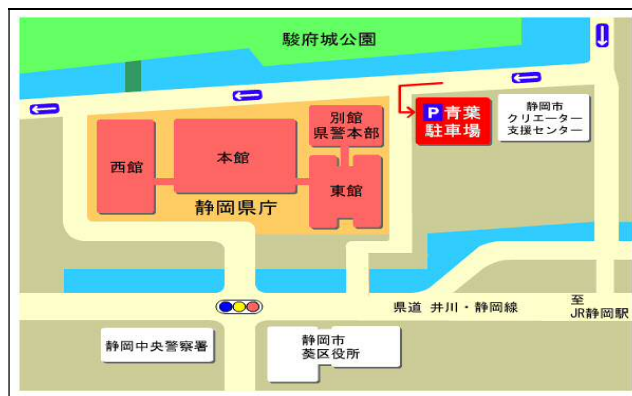 駿府城公園
別館
県警本部
P青葉
駐車場
静岡市
クリエーター
支援センター
西館
本館
東館
静岡県庁
県道 井川・静岡線
至
JR静岡駅
静岡中央警察署
静岡市
葵区役所